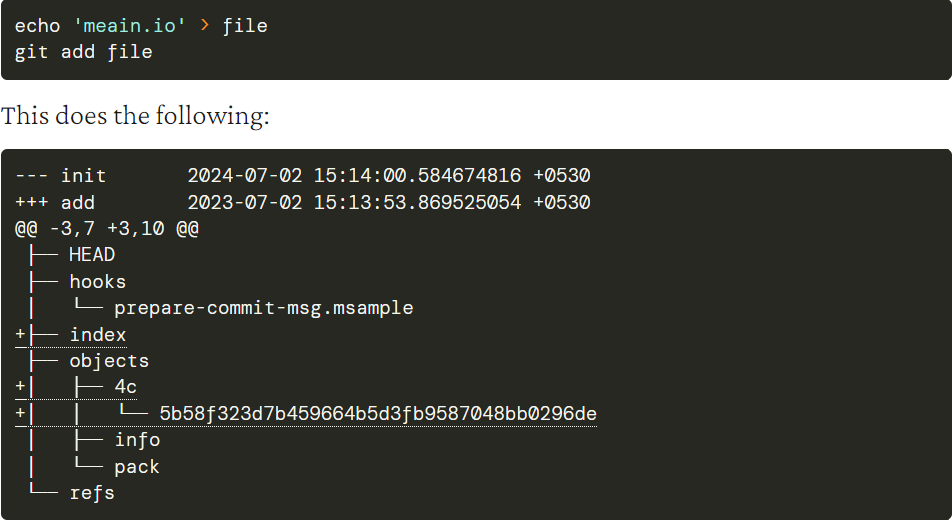 echo 'meain.io' > file
git add file
This does the following:
--- init       2024-07-02 15:14:00.584674816 +0530
+++ add        2023-07-02 15:13:53.869525054 +0530
@@ -3,7 +3,10 @@
 ├── HEAD
 ├── hooks
 │   └── prepare-commit-msg.msample
+├── index
 ├── objects
+│   ├── 4c
+│   │   └── 5b58f323d7b459664b5d3fb9587048bb0296de
 │   ├── info
 │   └── pack
 └── refs